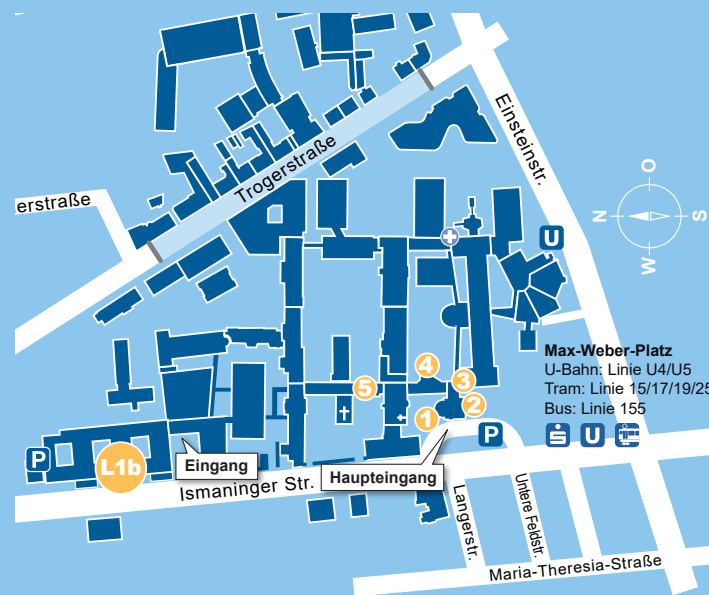 Einsteinstr.
Trogerstraße
erstraße
O
N
S
W
U
Max-Weber-Platz
U-Bahn: Linie U4/U5
Tram: Linie 15/17/19/25
Bus: Linie 155
S U
4
3
5
2
1
P
P
L1b
Eingang
Haupteingang
Ismaninger Str.
Langerstr.
Untere Feldstr.
Maria-Theresia-Straße